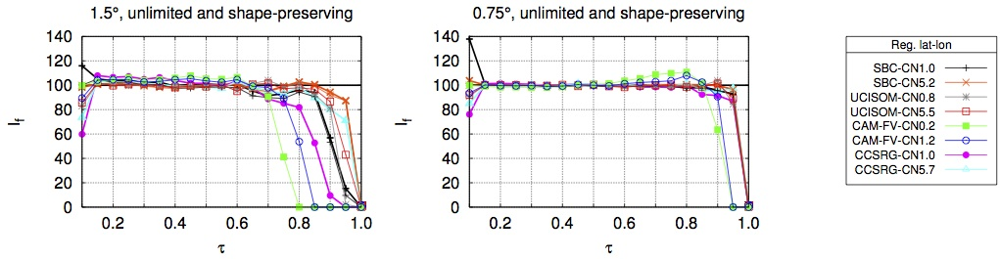 1.5°, unlimited and shape-preserving
140
120
100
80
60
40
20
0
I_f
0.2
0.4
0.6
0.8
1.0
τ
0.75°, unlimited and shape-preserving
140
120
100
80
60
40
20
0
I_f
0.2
0.4
0.6
0.8
1.0
τ
Reg. lat-lon
SBC-CN1.0
SBC-CN5.2
UCISOM-CN0.8
UCISOM-CN5.5
CAM-FV-CN0.2
CAM-FV-CN1.2
CCSRG-CN1.0
CCSRG-CN5.7